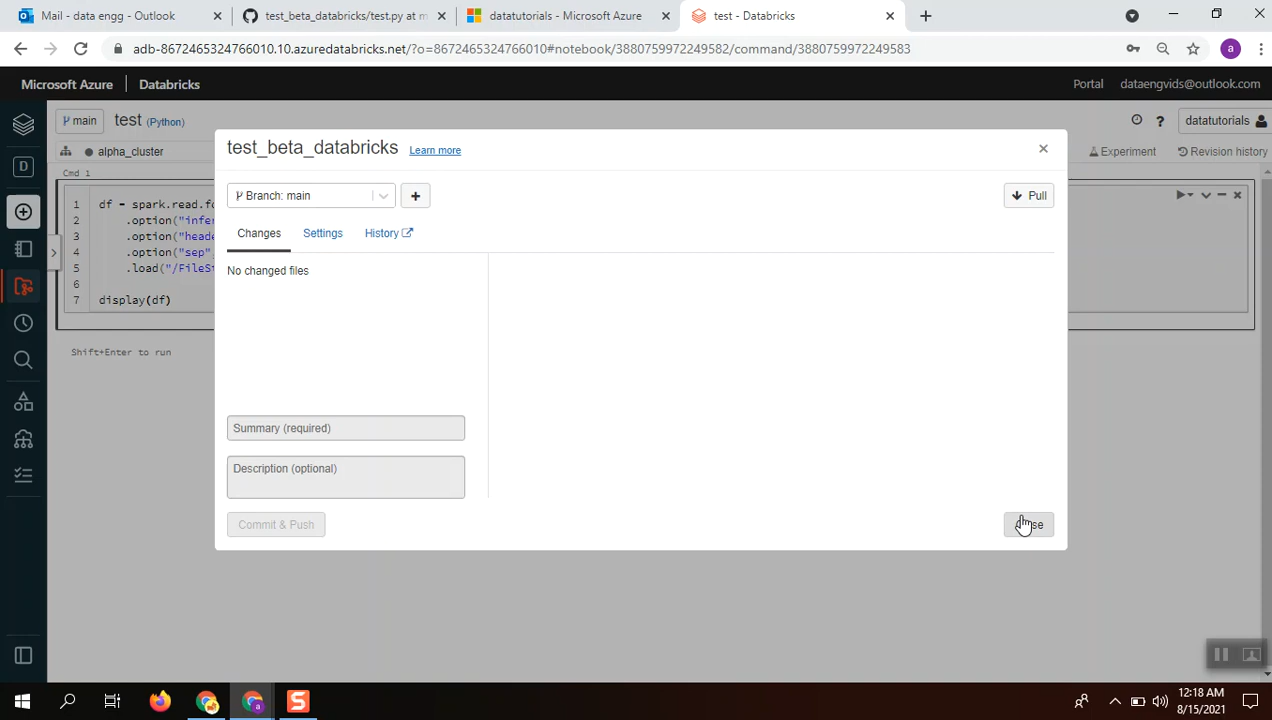 Mail - data engg - Outlook
test_beta_databricks/test.py at m
datatutorials - Microsoft Azure
test - Databricks
adb-8672465324766010.10.azuredatabricks.net/?o=8672465324766010#notebook/3880759972249582/command/3880759972249583
a
Microsoft Azure
Databricks
Portal
dataengvids@outlook.com
main
test (Python)
?
datatutorials
D
alpha_cluster
Experiment
Revision history
Cmd 1
1 df = spark.read.fo
2 .option("infer
3 .option("heade
4 .option("sep"
5 .load("/FileSt
6
7 display(df)
Shift+Enter to run
test_beta_databricks
Learn more
Branch: main
Pull
Changes
Settings
History
No changed files
Summary (required)
Description (optional)
Commit & Push
S
a
12:18 AM
8/15/2021